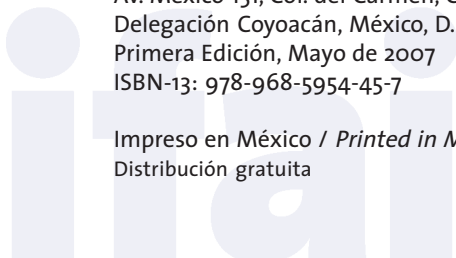 Av. México 151, Col. del Carmen,
Delegación Coyoacán, México, D.
Primera Edición, Mayo de 2007
ISBN-13: 978-968-5954-45-7
Impreso en México / Printed in
Distribución gratuita
ifai